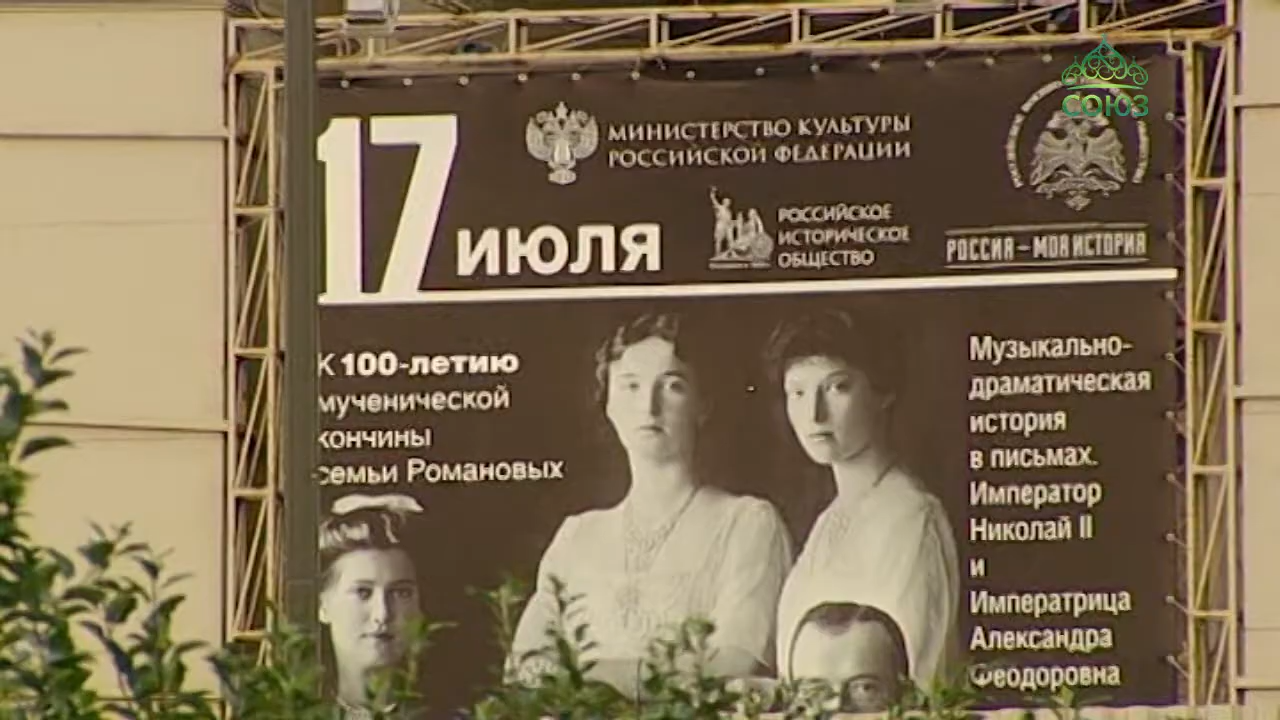 СОЮЗ
17 ИЮЛЯ
МИНИСТЕРСТВО КУЛЬТУРЫ
РОССИЙСКОЙ ФЕДЕРАЦИИ
РОССИЙСКОЕ
ИСТОРИЧЕСКОЕ
ОБЩЕСТВО
РОССИЯ – МОЯ ИСТОРИЯ
К 100-летию
мученической
кончины
семьи Романовых
Музыкально-
драматическая
история
в письмах.
Император
Николай II
и
Императрица
Александра
Феодоровна